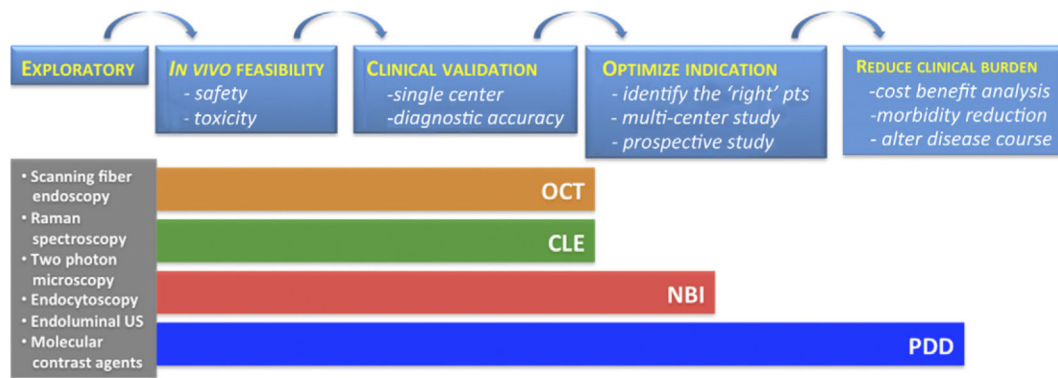 EXPLORATORY
IN VIVO FEASIBILITY
- safety
- toxicity
CLINICAL VALIDATION
-single center
-diagnostic accuracy
OPTIMIZE INDICATION
- identify the ‘right’ pts
- multi-center study
- prospective study
REDUCE CLINICAL BURDEN
-cost benefit analysis
-morbidity reduction
- alter disease course
• Scanning fiber
endoscopy
• Raman
spectroscopy
• Two photon
microscopy
• Endocytoscopy
• Endoluminal US
• Molecular
contrast agents
OCT
CLE
NBI
PDD